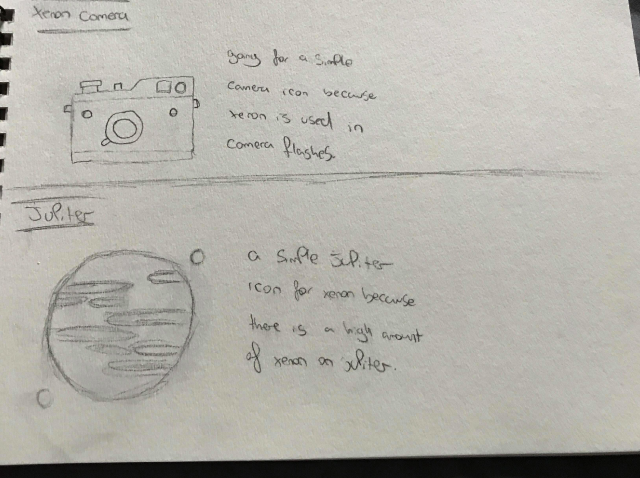 Xenon Camera
going for a simple
camera icon because
xenon is used in
camera flashes.
Jupiter
a simple Jupiter
icon for xenon because
there is a high amount
of xenon on jupiter.